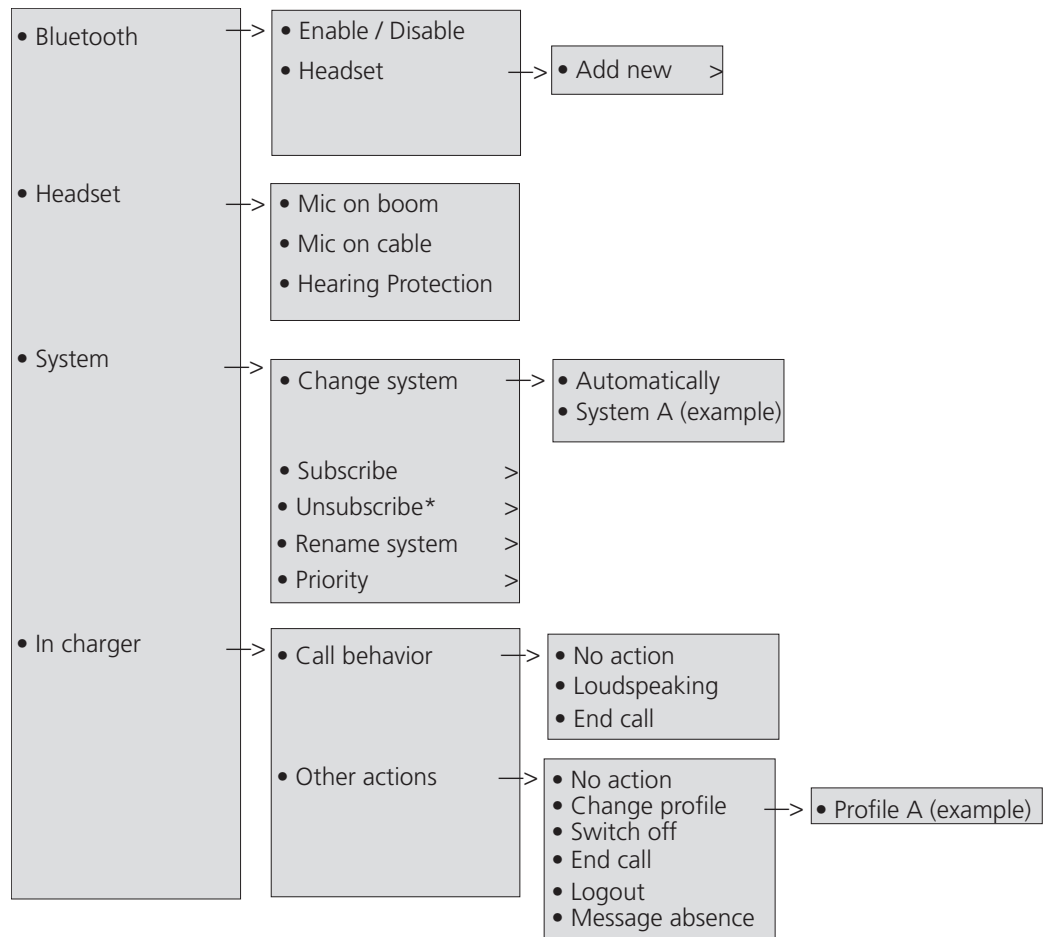 • Bluetooth —> • Enable / Disable
• Headset —> • Add new >
• Headset —> • Mic on boom
• Mic on cable
• Hearing Protection
• System —> • Change system —> • Automatically
• System A (example)
• Subscribe >
• Unsubscribe* >
• Rename system >
• Priority >
• In charger —> • Call behavior —> • No action
• Loudspeaking
• End call
• Other actions —> • No action
• Change profile —> • Profile A (example)
• Switch off
• End call
• Logout
• Message absence